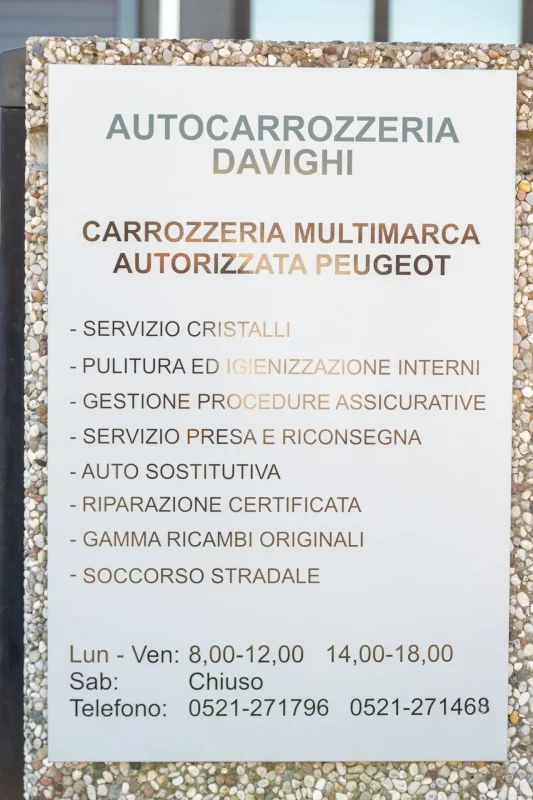 AUTOCARROZZERIA
DAVIGHI
CARROZZERIA MULTIMARCA
AUTORIZZATA PEUGEOT
- SERVIZIO CRISTALLI
- PULITURA ED IGIENIZZAZIONE INTERNI
- GESTIONE PROCEDURE ASSICURATIVE
- SERVIZIO PRESA E RICONSEGNA
- AUTO SOSTITUTIVA
- RIPARAZIONE CERTIFICATA
- GAMMA RICAMBI ORIGINALI
- SOCCORSO STRADALE
Lun - Ven: 8,00-12,00 14,00-18,00
Sab: Chiuso
Telefono: 0521-271796 0521-271468